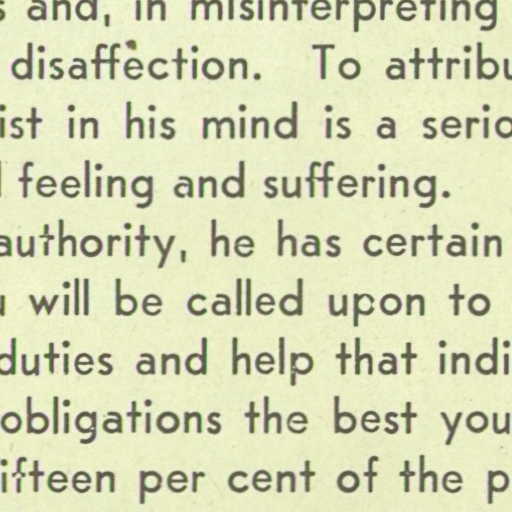 and, in misinterpreting
disaffection. To attribu
ist in his mind is a serio
feeling and suffering.
authority, he has certain
will be called upon to
duties and help that indi
obligations the best you
ifteen per cent of the p